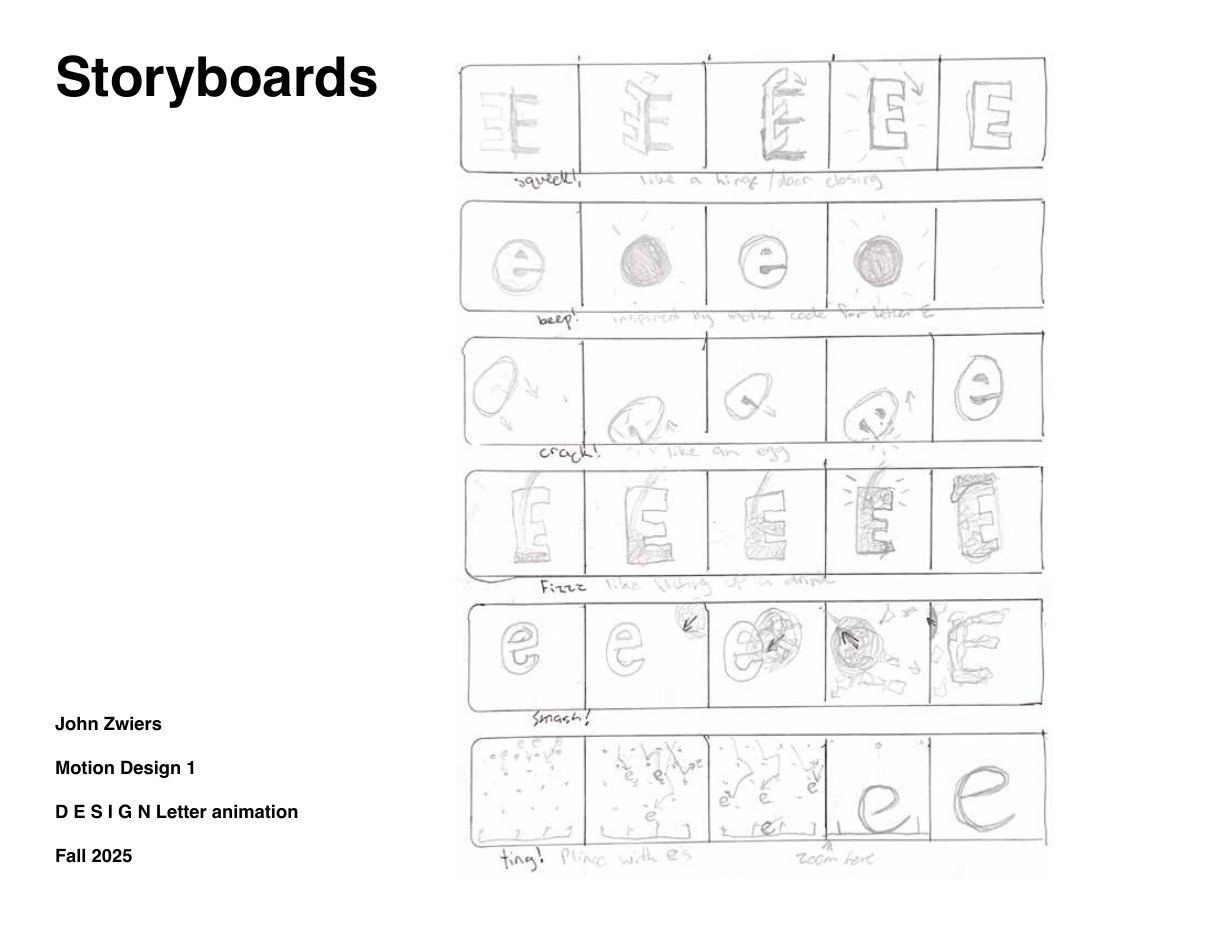 Storyboards
squeek! like a hinge/door closing
beep! inspired by morse code for letter E
crack! like an egg
Fizzz like filling up a drink
Smash!
ting! Plinco with es
zoom here
John Zwiers
Motion Design 1
D E S I G N Letter animation
Fall 2025